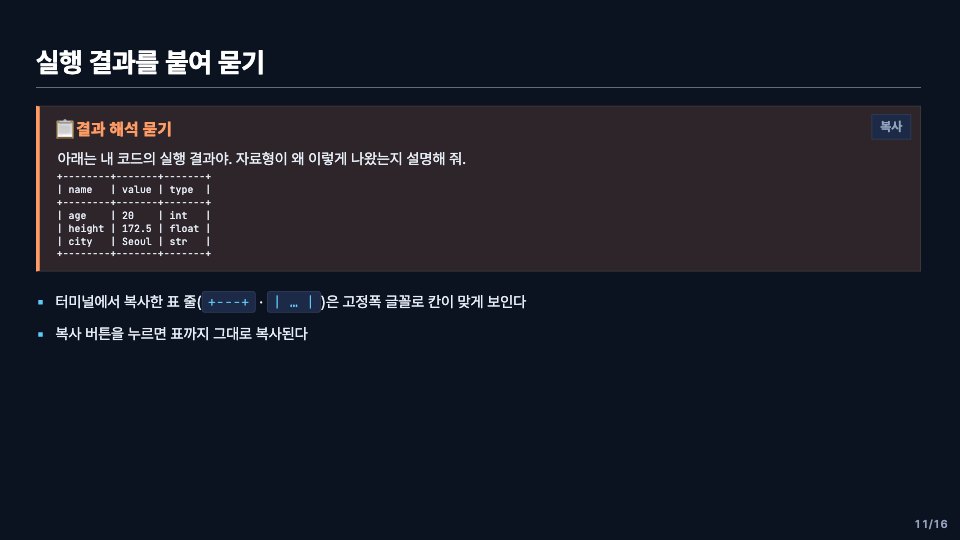 실행 결과를 붙여 묻기
📋결과 해석 묻기
복사
아래는 내 코드의 실행 결과야. 자료형이 왜 이렇게 나왔는지 설명해 줘.
+--------+-------+-------+
| name   | value | type  |
+--------+-------+-------+
| age    | 20    | int   |
| height | 172.5 | float |
| city   | Seoul | str   |
+--------+-------+-------+
▪ 터미널에서 복사한 표 줄(+---+ · | … |)은 고정폭 글꼴로 칸이 맞게 보인다
▪ 복사 버튼을 누르면 표까지 그대로 복사된다
11/16